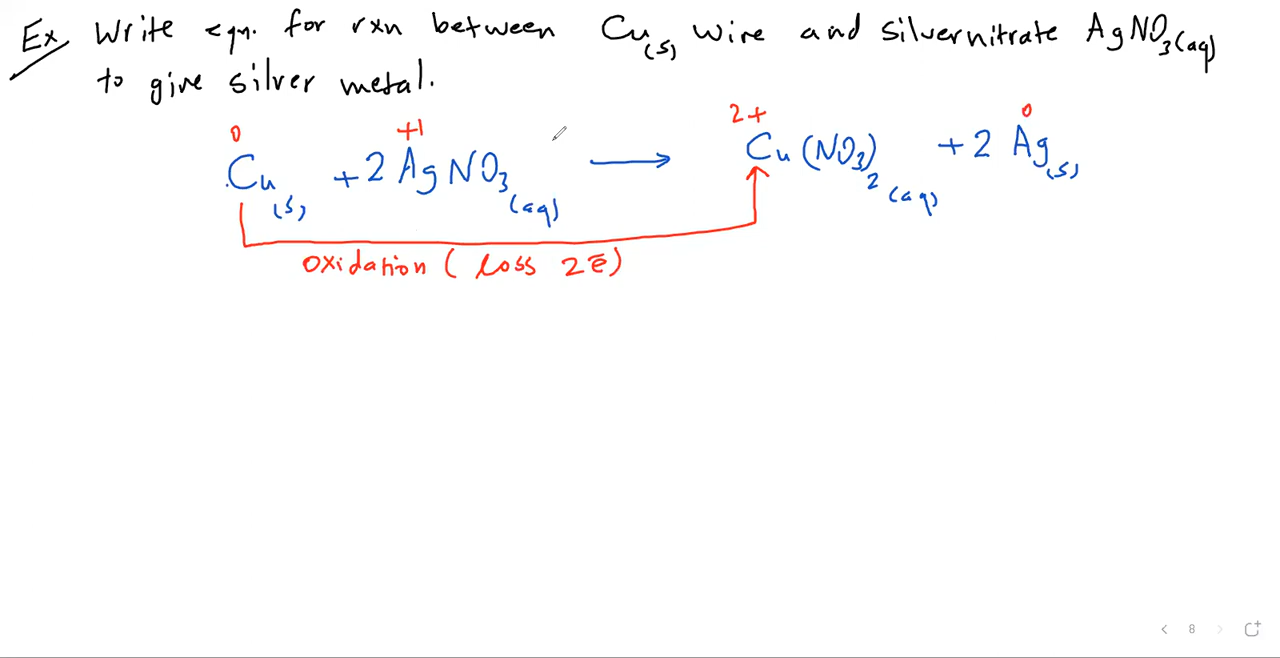 Ex Write eqn. for rxn between Cu(s) wire and silvernitrate AgNO3(aq)
to give silver metal.
0 +1 2+ 0
Cu(s) + 2 AgNO3(aq) → Cu(NO3)2(aq) + 2 Ag(s)
oxidation ( loss 2e̅ )
< 8 >